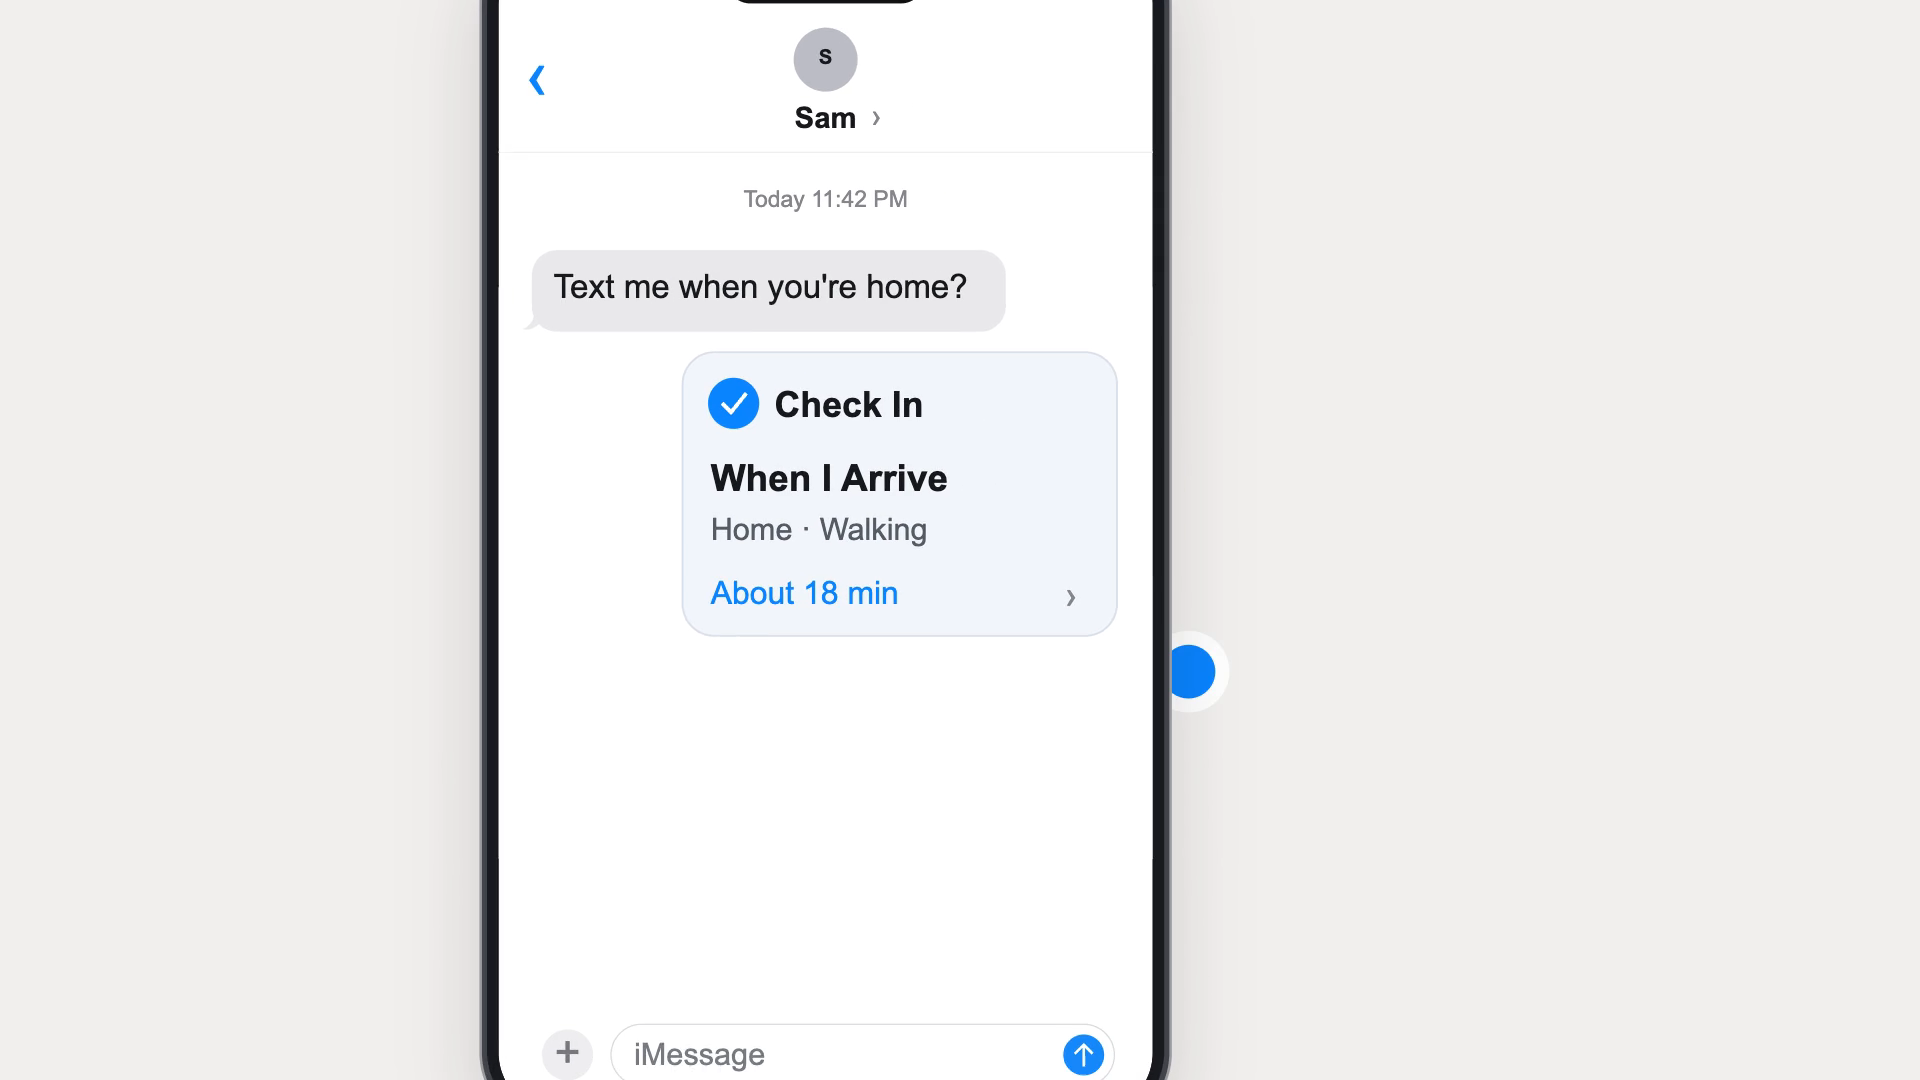 S
Sam ›
Today 11:42 PM
Text me when you're home?
Check In
When I Arrive
Home · Walking
About 18 min
iMessage